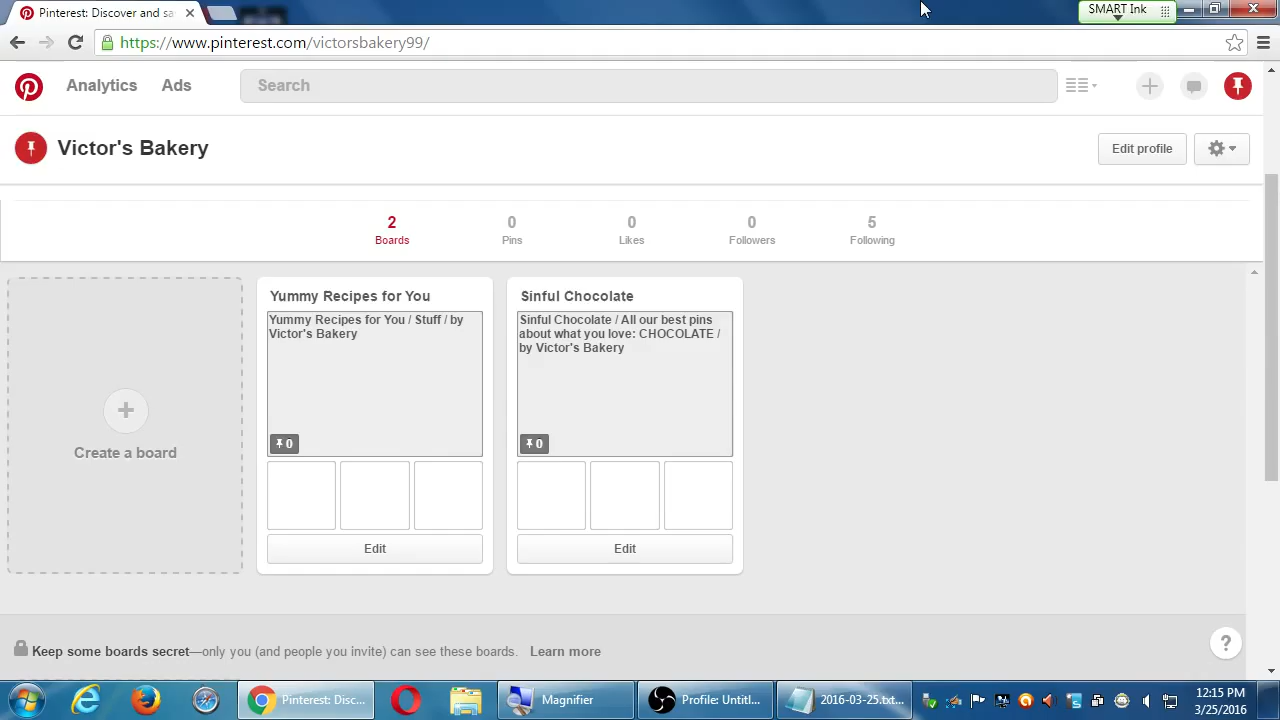 Pinterest: Discover and sa
SMART Ink
https://www.pinterest.com/victorsbakery99/
Analytics
Ads
Search
Victor's Bakery
Edit profile
2
0
0
0
5
Boards
Pins
Likes
Followers
Following
Create a board
Yummy Recipes for You
Yummy Recipes for You / Stuff / by
Victor's Bakery
0
Edit
Sinful Chocolate
Sinful Chocolate / All our best pins
about what you love: CHOCOLATE /
by Victor's Bakery
0
Edit
Keep some boards secret—only you (and people you invite) can see these boards. Learn more
?
Pinterest: Disc...
Magnifier
Profile: Untitl...
2016-03-25.txt...
12:15 PM
3/25/2016